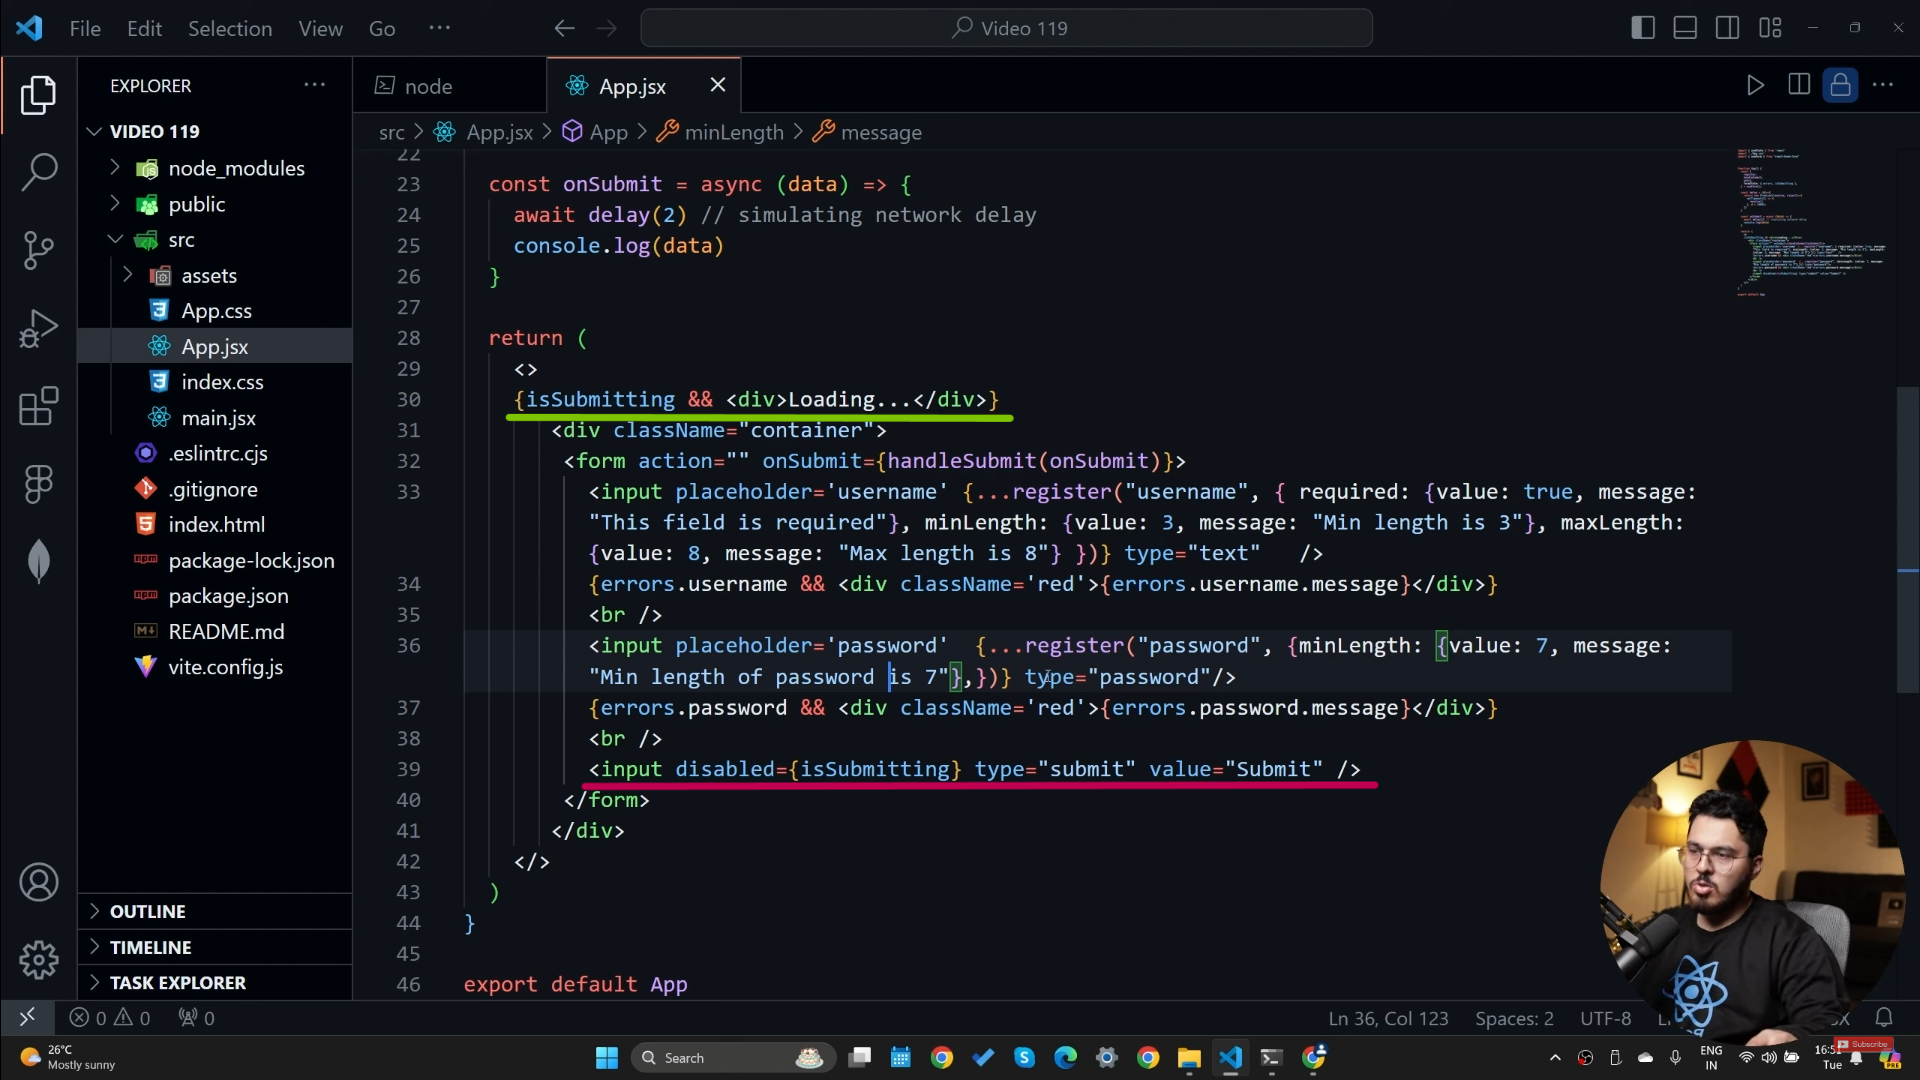 File Edit Selection View Go ···
Video 119
EXPLORER ···
VIDEO 119
node_modules
public
src
assets
App.css
App.jsx
index.css
main.jsx
.eslintrc.cjs
.gitignore
index.html
package-lock.json
package.json
README.md
vite.config.js
OUTLINE
TIMELINE
TASK EXPLORER
node
App.jsx
src > App.jsx > App > minLength > message
22
23 const onSubmit = async (data) => {
24 await delay(2) // simulating network delay
25 console.log(data)
26 }
27
28 return (
29 <>
30 {isSubmitting && <div>Loading...</div>}
31 <div className="container">
32 <form action="" onSubmit={handleSubmit(onSubmit)}>
33 <input placeholder='username' {...register("username", { required: {value: true, message:
"This field is required"}, minLength: {value: 3, message: "Min length is 3"}, maxLength:
{value: 8, message: "Max length is 8"} })} type="text" />
34 {errors.username && <div className='red'>{errors.username.message}</div>}
35 <br />
36 <input placeholder='password' {...register("password", {minLength: {value: 7, message:
"Min length of password is 7"},})} type="password"/>
37 {errors.password && <div className='red'>{errors.password.message}</div>}
38 <br />
39 <input disabled={isSubmitting} type="submit" value="Submit" />
40 </form>
41 </div>
42 </>
43 )
44 }
45
46 export default App
0 0 0
Ln 36, Col 123 Spaces: 2 UTF-8
26°C
Mostly sunny
Search
ENG
IN
Tue
Subscribe